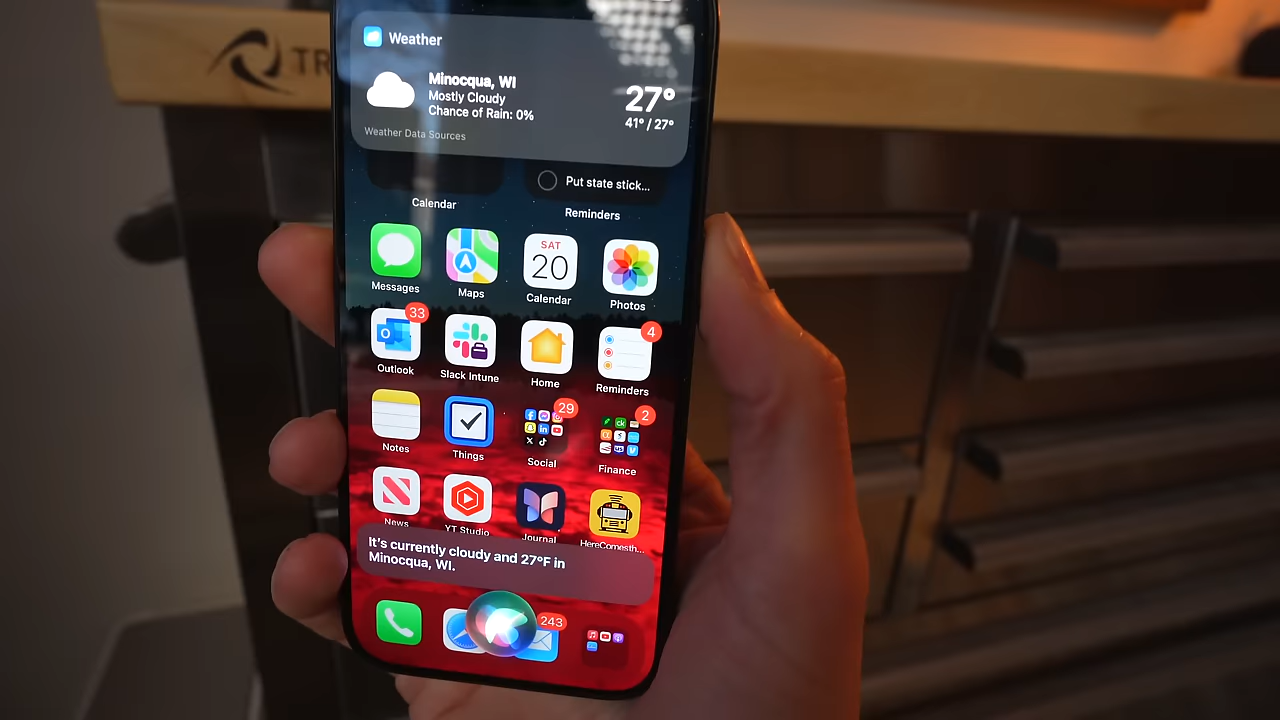 TR
Weather
Minocqua, WI
Mostly Cloudy
Chance of Rain: 0%
27°
41° / 27°
Weather Data Sources
Put state stick...
Calendar
Reminders
Messages
Maps
SAT
20
Calendar
Photos
33
Outlook
Slack Intune
Home
4
Reminders
Notes
Things
29
Social
2
Finance
News
YT Studio
Journal
HereComesth...
It's currently cloudy and 27°F in
Minocqua, WI.
243